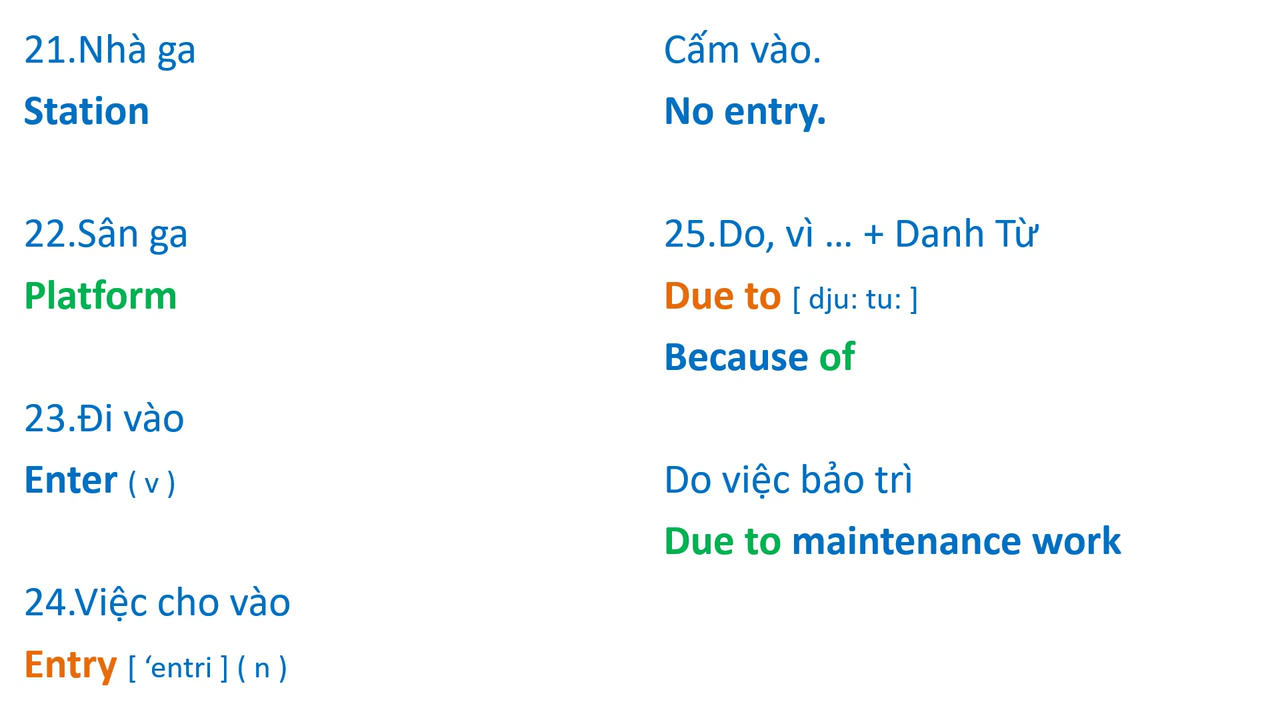 21.Nhà ga
Station
22.Sân ga
Platform
23.Đi vào
Enter ( v )
24.Việc cho vào
Entry [ ‘entri ] ( n )
Cấm vào.
No entry.
25.Do, vì ... + Danh Từ
Due to [ dju: tu: ]
Because of
Do việc bảo trì
Due to maintenance work